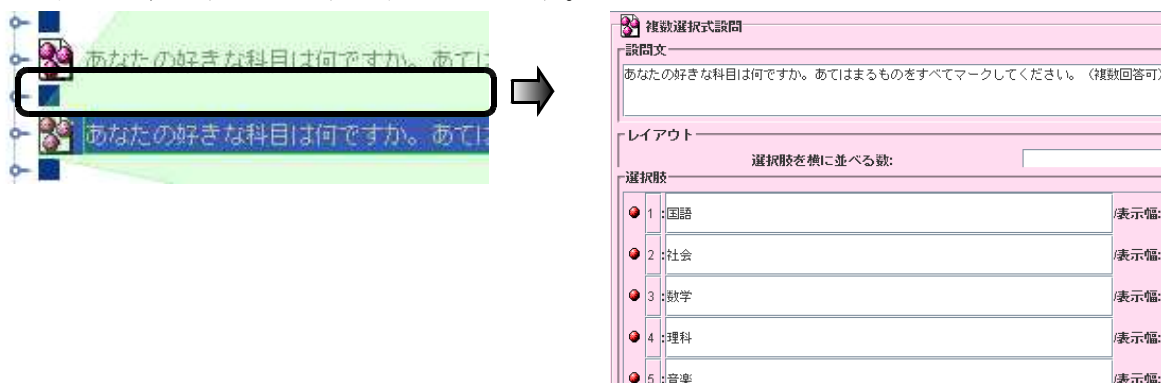 あなたの好きな科目は何ですか。あては
あなたの好きな科目は何ですか。あては
複数選択式設問
設問文
あなたの好きな科目は何ですか。あてはまるものをすべてマークしてください。（複数回答可）
レイアウト
選択肢を横に並べる数:
選択肢
1 :国語 /表示幅:
2 :社会 /表示幅:
3 :数学 /表示幅:
4 :理科 /表示幅:
5 :音楽 /表示幅: